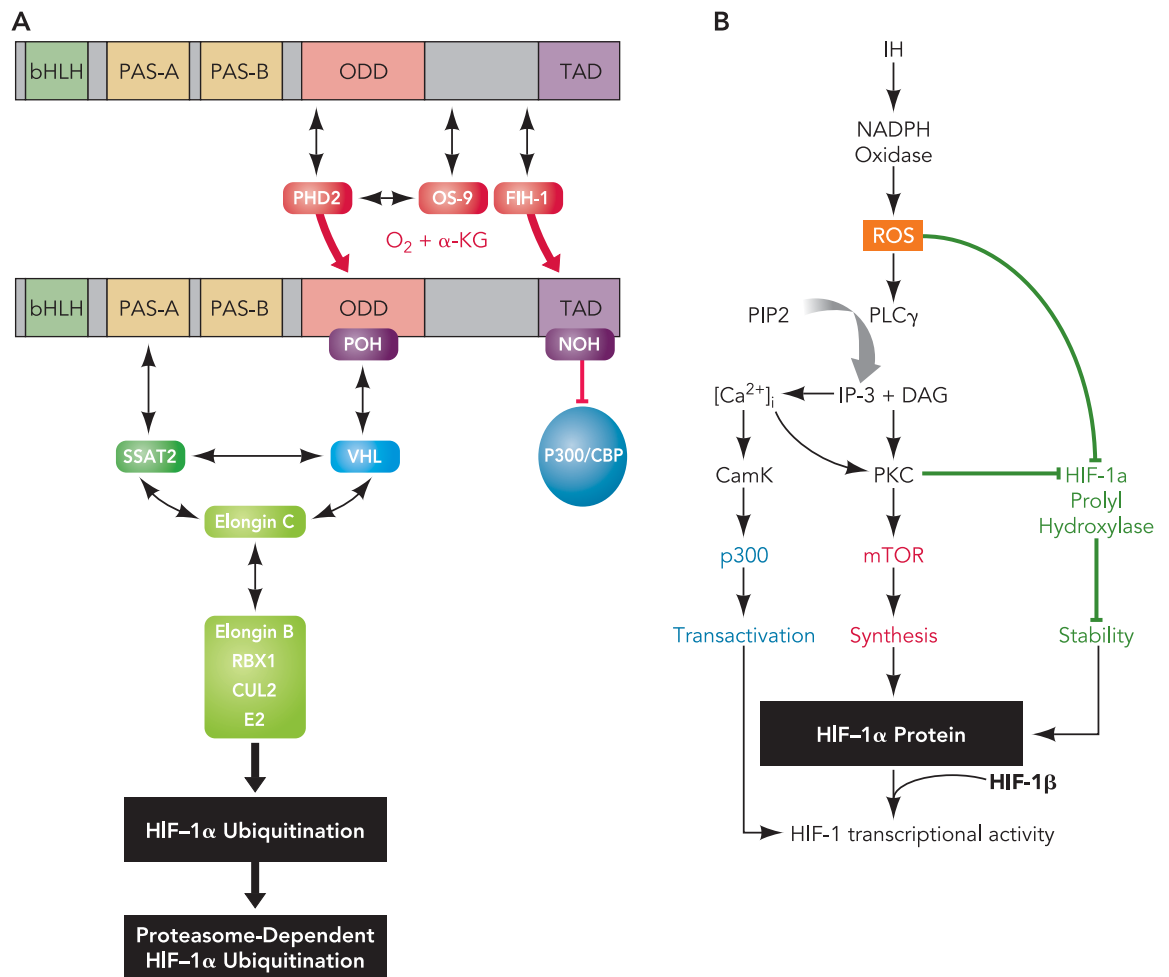 A
bHLH
PAS-A
PAS-B
ODD
TAD
PHD2
OS-9
FIH-1
O₂ + α-KG
bHLH
PAS-A
PAS-B
ODD
TAD
POH
NOH
SSAT2
VHL
P300/CBP
Elongin C
Elongin B
RBX1
CUL2
E2
HIF–1α Ubiquitination
Proteasome-Dependent
HIF–1α Ubiquitination
B
IH
NADPH
Oxidase
ROS
PIP2
PLCγ
[Ca²⁺]ᵢ
IP-3 + DAG
CamK
PKC
HIF-1a
Prolyl
Hydroxylase
p300
mTOR
Transactivation
Synthesis
Stability
HIF–1α Protein
HIF-1β
HIF-1 transcriptional activity